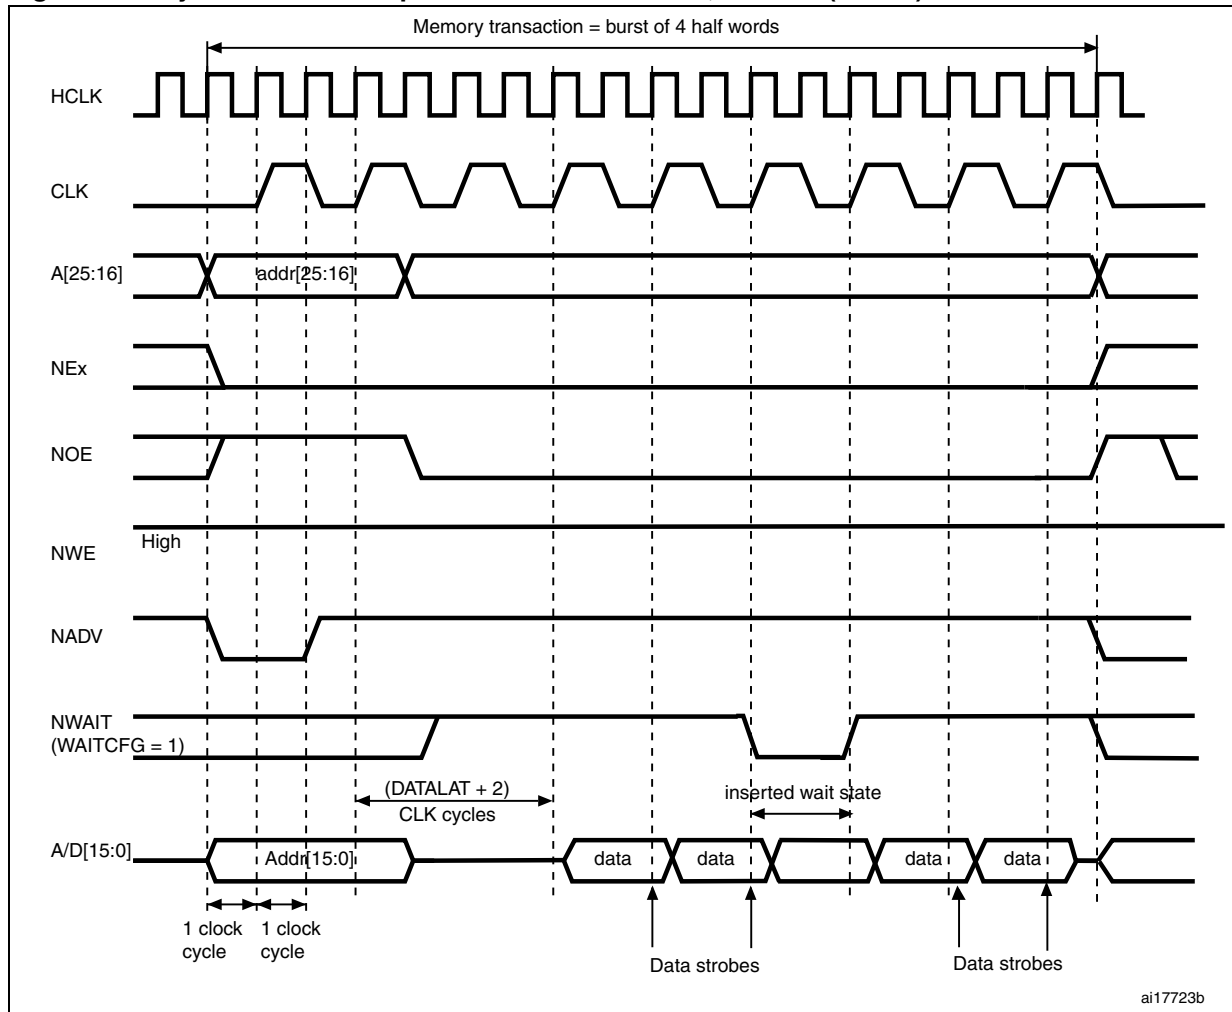 Memory transaction = burst of 4 half words
HCLK
CLK
A[25:16]
addr[25:16]
NEx
NOE
High
NWE
NADV
NWAIT
(WAITCFG = 1)
(DATALAT + 2)
CLK cycles
inserted wait state
A/D[15:0]
Addr[15:0]
data
data
data
data
1 clock
cycle
1 clock
cycle
Data strobes
Data strobes
ai17723b